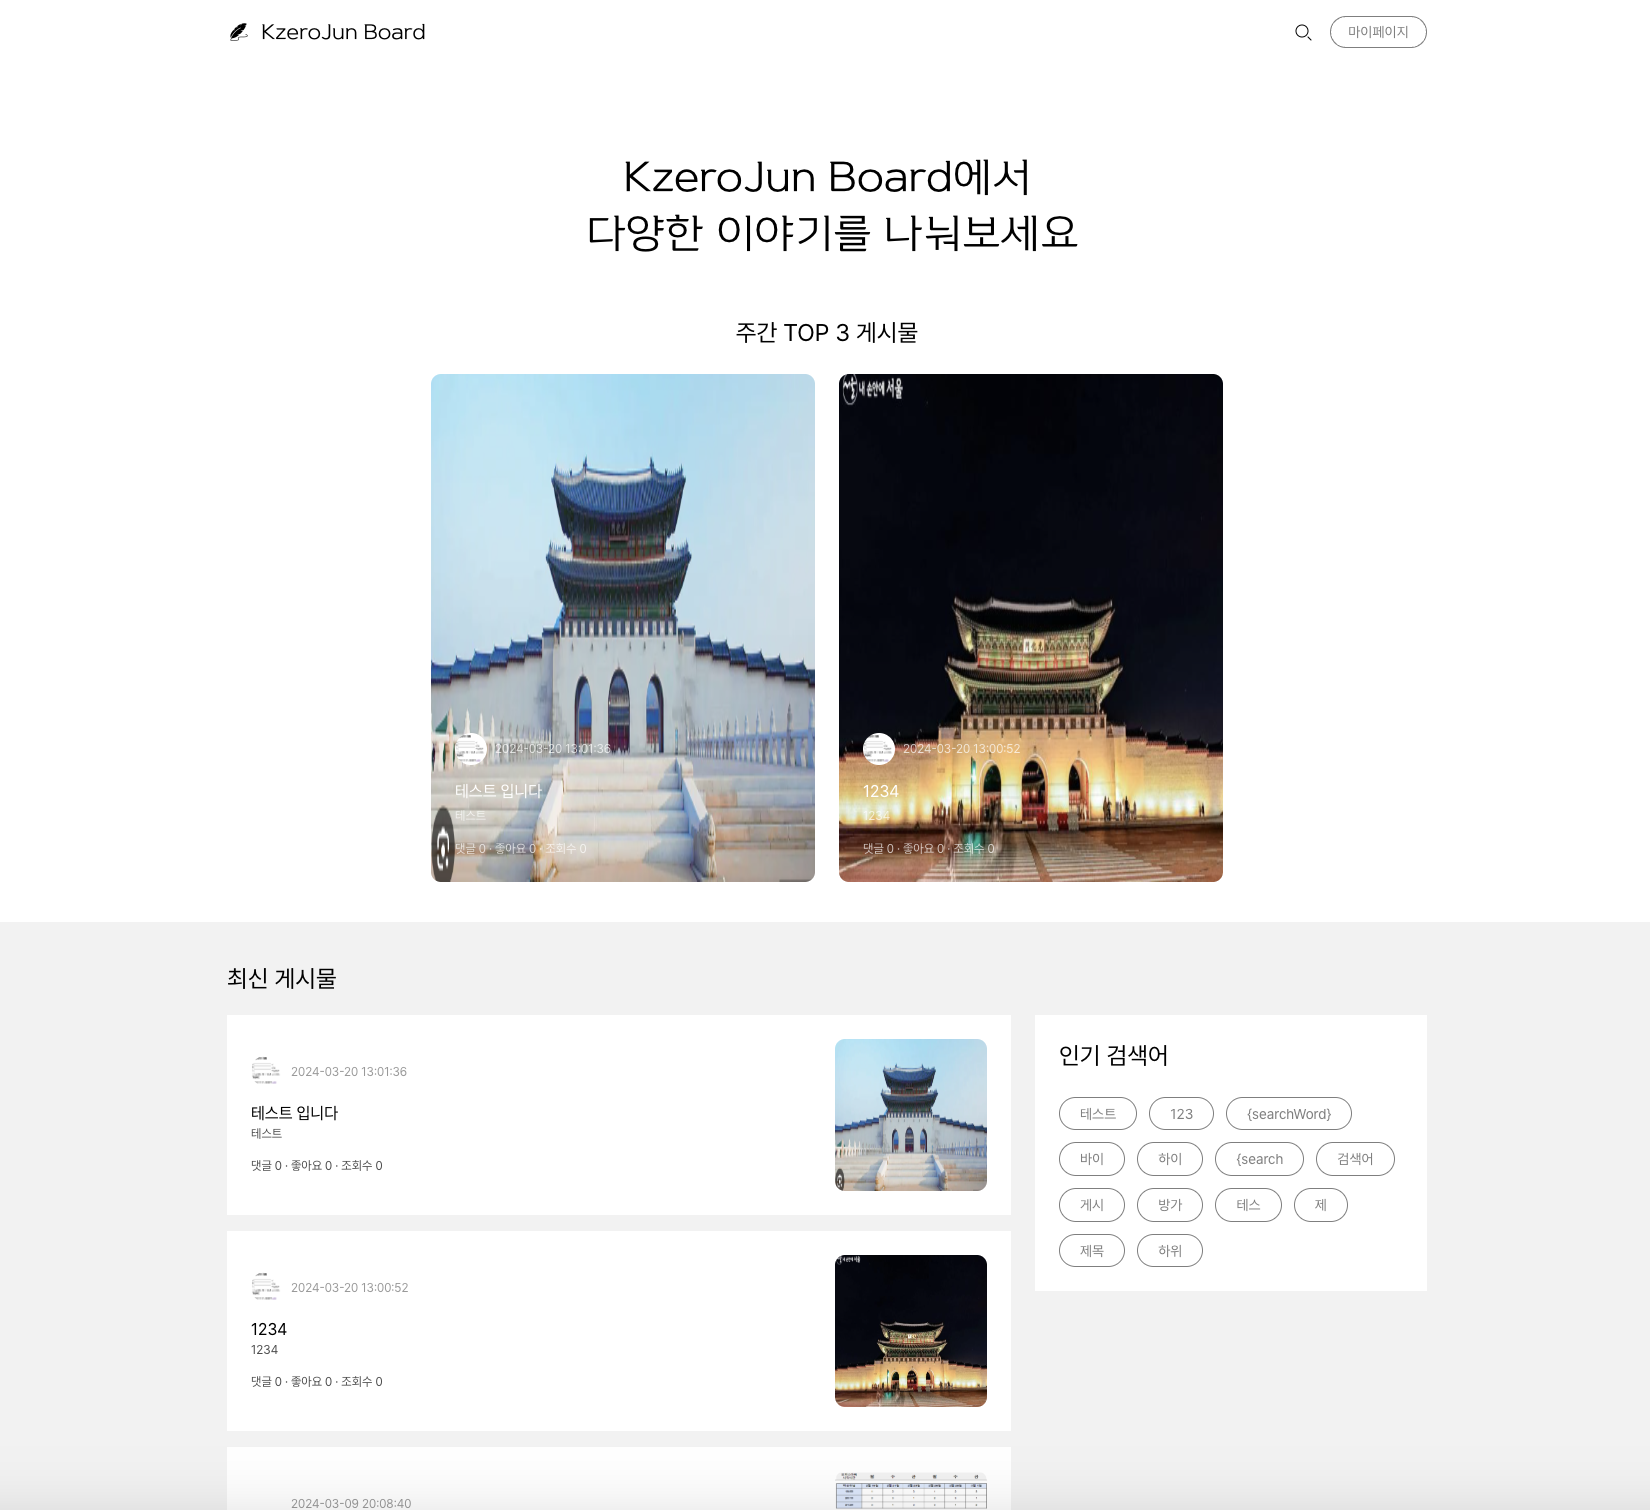 KzeroJun Board
마이페이지
KzeroJun Board에서
다양한 이야기를 나눠보세요
주간 TOP 3 게시물
내 손안에 서울
2024-03-20 13:01:36
테스트 입니다
테스트
댓글 0 · 좋아요 0 · 조회수 0
2024-03-20 13:00:52
1234
1234
댓글 0 · 좋아요 0 · 조회수 0
최신 게시물
2024-03-20 13:01:36
테스트 입니다
테스트
댓글 0 · 좋아요 0 · 조회수 0
2024-03-20 13:00:52
1234
1234
댓글 0 · 좋아요 0 · 조회수 0
2024-03-09 20:08:40
인기 검색어
테스트 123 {searchWord}
바이 하이 {search 검색어
게시 방가 테스 제
제목 하위